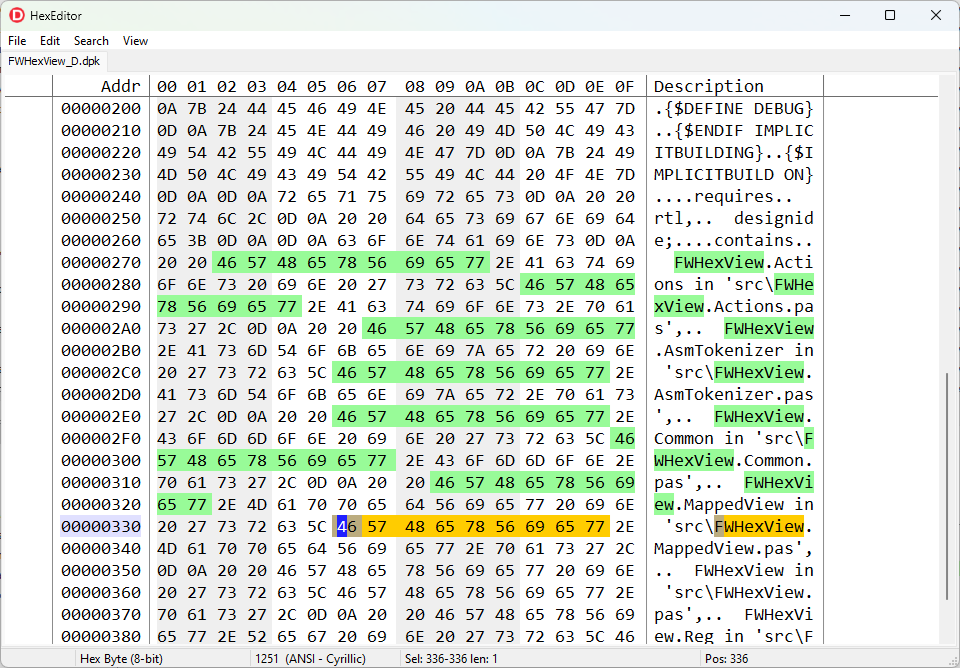 HexEditor
File Edit Search View
FWHexView_D.dpk
Addr 00 01 02 03 04 05 06 07 08 09 0A 0B 0C 0D 0E 0F Description
00000200 0A 7B 24 44 45 46 49 4E 45 20 44 45 42 55 47 7D .{$DEFINE DEBUG}
00000210 0D 0A 7B 24 45 4E 44 49 46 20 49 4D 50 4C 49 43 ..{$ENDIF IMPLIC
00000220 49 54 42 55 49 4C 44 49 4E 47 7D 0D 0A 7B 24 49 ITBUILDING}..{$I
00000230 4D 50 4C 49 43 49 54 42 55 49 4C 44 20 4F 4E 7D MPLICITBUILD ON}
00000240 0D 0A 0D 0A 72 65 71 75 69 72 65 73 0D 0A 20 20 ....requires..
00000250 72 74 6C 2C 0D 0A 20 20 64 65 73 69 67 6E 69 64 rtl,.. designid
00000260 65 3B 0D 0A 0D 0A 63 6F 6E 74 61 69 6E 73 0D 0A e;....contains..
00000270 20 20 46 57 48 65 78 56 69 65 77 2E 41 63 74 69 FWHexView.Acti
00000280 6F 6E 73 20 69 6E 20 27 73 72 63 5C 46 57 48 65 ons in 'src\FWHe
00000290 78 56 69 65 77 2E 41 63 74 69 6F 6E 73 2E 70 61 xView.Actions.pa
000002A0 73 27 2C 0D 0A 20 20 46 57 48 65 78 56 69 65 77 s',.. FWHexView
000002B0 2E 41 73 6D 54 6F 6B 65 6E 69 7A 65 72 20 69 6E .AsmTokenizer in
000002C0 20 27 73 72 63 5C 46 57 48 65 78 56 69 65 77 2E 'src\FWHexView.
000002D0 41 73 6D 54 6F 6B 65 6E 69 7A 65 72 2E 70 61 73 AsmTokenizer.pas
000002E0 27 2C 0D 0A 20 20 46 57 48 65 78 56 69 65 77 2E ',.. FWHexView.
000002F0 43 6F 6D 6D 6F 6E 20 69 6E 20 27 73 72 63 5C 46 Common in 'src\F
00000300 57 48 65 78 56 69 65 77 2E 43 6F 6D 6D 6F 6E 2E WHexView.Common.
00000310 70 61 73 27 2C 0D 0A 20 20 46 57 48 65 78 56 69 pas',.. FWHexVi
00000320 65 77 2E 4D 61 70 70 65 64 56 69 65 77 20 69 6E ew.MappedView in
00000330 20 27 73 72 63 5C 46 57 48 65 78 56 69 65 77 2E 'src\FWHexView.
00000340 4D 61 70 70 65 64 56 69 65 77 2E 70 61 73 27 2C MappedView.pas',
00000350 0D 0A 20 20 46 57 48 65 78 56 69 65 77 20 69 6E .. FWHexView in
00000360 20 27 73 72 63 5C 46 57 48 65 78 56 69 65 77 2E 'src\FWHexView.
00000370 70 61 73 27 2C 0D 0A 20 20 46 57 48 65 78 56 69 pas',.. FWHexVi
00000380 65 77 2E 52 65 67 20 69 6E 20 27 73 72 63 5C 46 ew.Reg in 'src\F
Hex Byte (8-bit) 1251 (ANSI - Cyrillic) Sel: 336-336 len: 1 Pos: 336